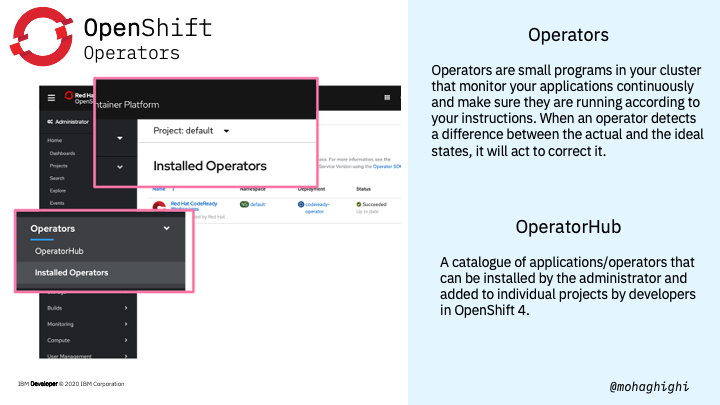 OpenShift
Operators
Red Hat
OpenShift
ntainer Platform
Administrator
Project: default
Home
Dashboards
Projects
Search
Explore
Events
Installed Operators
pace. For more information, see the
Service Version using the Operator SDK
Name
Namespace
Deployment
Status
Red Hat CodeReady
Workspaces
ed by Red Hat
NS default
codeready-
operator
Succeeded
Up to date
Operators
OperatorHub
Installed Operators
Builds
Monitoring
Compute
User Management
IBM Developer © 2020 IBM Corporation
Operators
Operators are small programs in your cluster
that monitor your applications continuously
and make sure they are running according to
your instructions. When an operator detects
a difference between the actual and the ideal
states, it will act to correct it.
OperatorHub
A catalogue of applications/operators that
can be installed by the administrator and
added to individual projects by developers
in OpenShift 4.
@mohaghighi